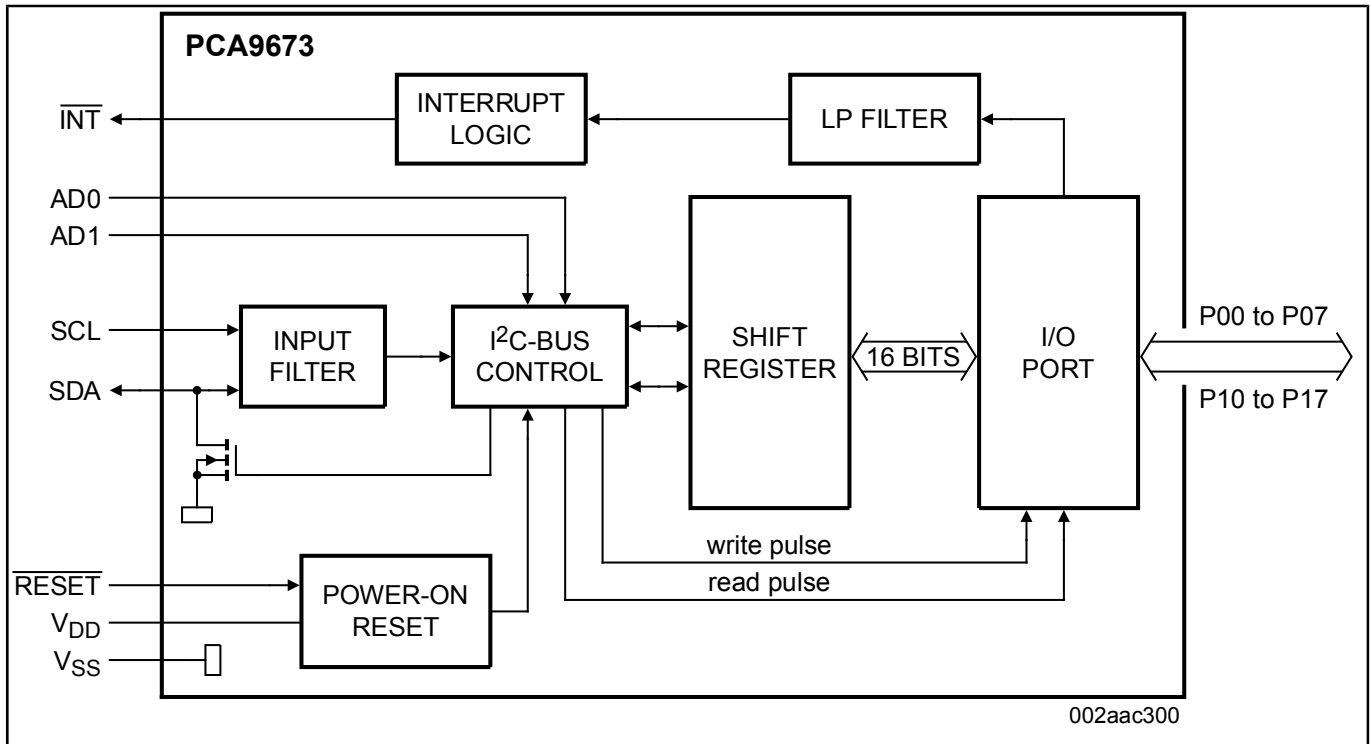 PCA9673
INTERRUPT
LOGIC
LP FILTER
INT
AD0
AD1
SCL
SDA
INPUT
FILTER
I²C-BUS
CONTROL
SHIFT
REGISTER
16 BITS
I/O
PORT
P00 to P07
P10 to P17
write pulse
read pulse
RESET
VDD
VSS
POWER-ON
RESET
002aac300